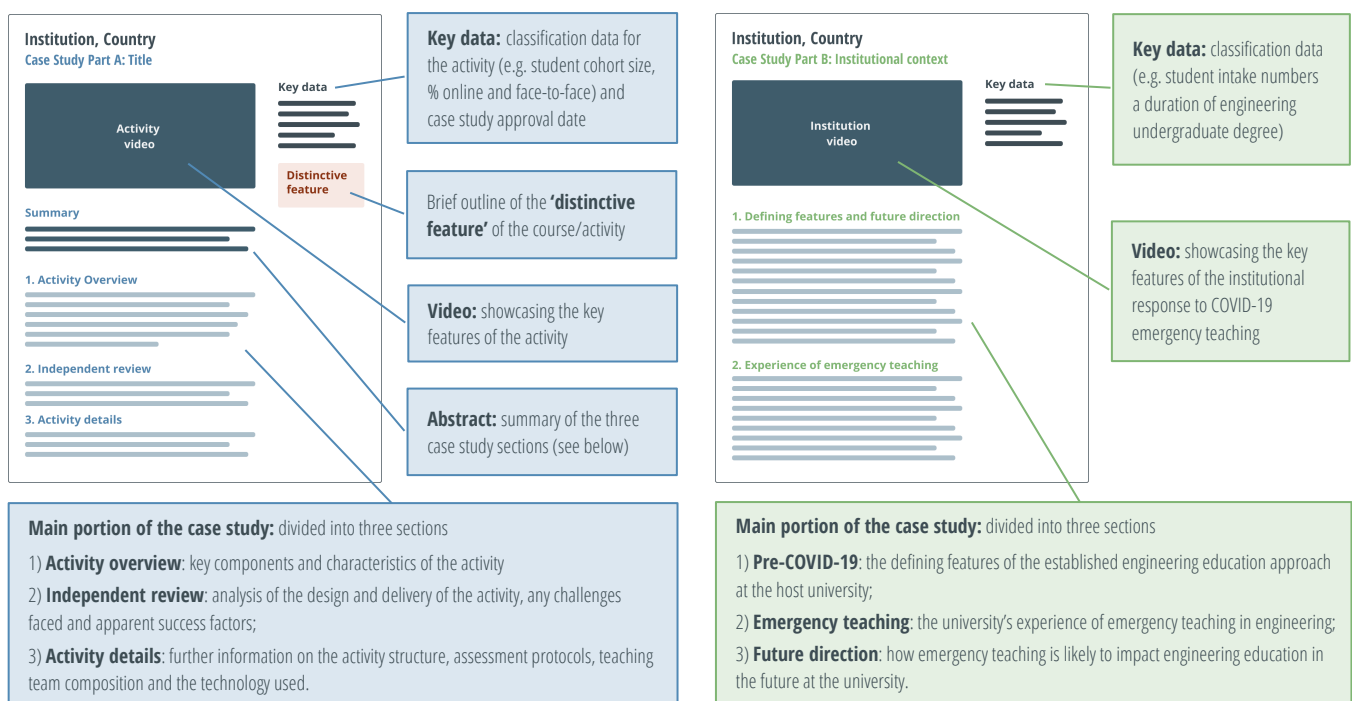 Institution, Country
Case Study Part A: Title
Activity
video
Key data
Distinctive
feature
Summary
1. Activity Overview
2. Independent review
3. Activity details
Key data: classification data for
the activity (e.g. student cohort size,
% online and face-to-face) and
case study approval date
Brief outline of the ‘distinctive
feature’ of the course/activity
Video: showcasing the key
features of the activity
Abstract: summary of the three
case study sections (see below)
Main portion of the case study: divided into three sections
1) Activity overview: key components and characteristics of the activity
2) Independent review: analysis of the design and delivery of the activity, any challenges
faced and apparent success factors;
3) Activity details: further information on the activity structure, assessment protocols, teaching
team composition and the technology used.
Institution, Country
Case Study Part B: Institutional context
Institution
video
Key data
1. Defining features and future direction
2. Experience of emergency teaching
Key data: classification data
(e.g. student intake numbers
a duration of engineering
undergraduate degree)
Video: showcasing the key
features of the institutional
response to COVID-19
emergency teaching
Main portion of the case study: divided into three sections
1) Pre-COVID-19: the defining features of the established engineering education approach
at the host university;
2) Emergency teaching: the university’s experience of emergency teaching in engineering;
3) Future direction: how emergency teaching is likely to impact engineering education in
the future at the university.